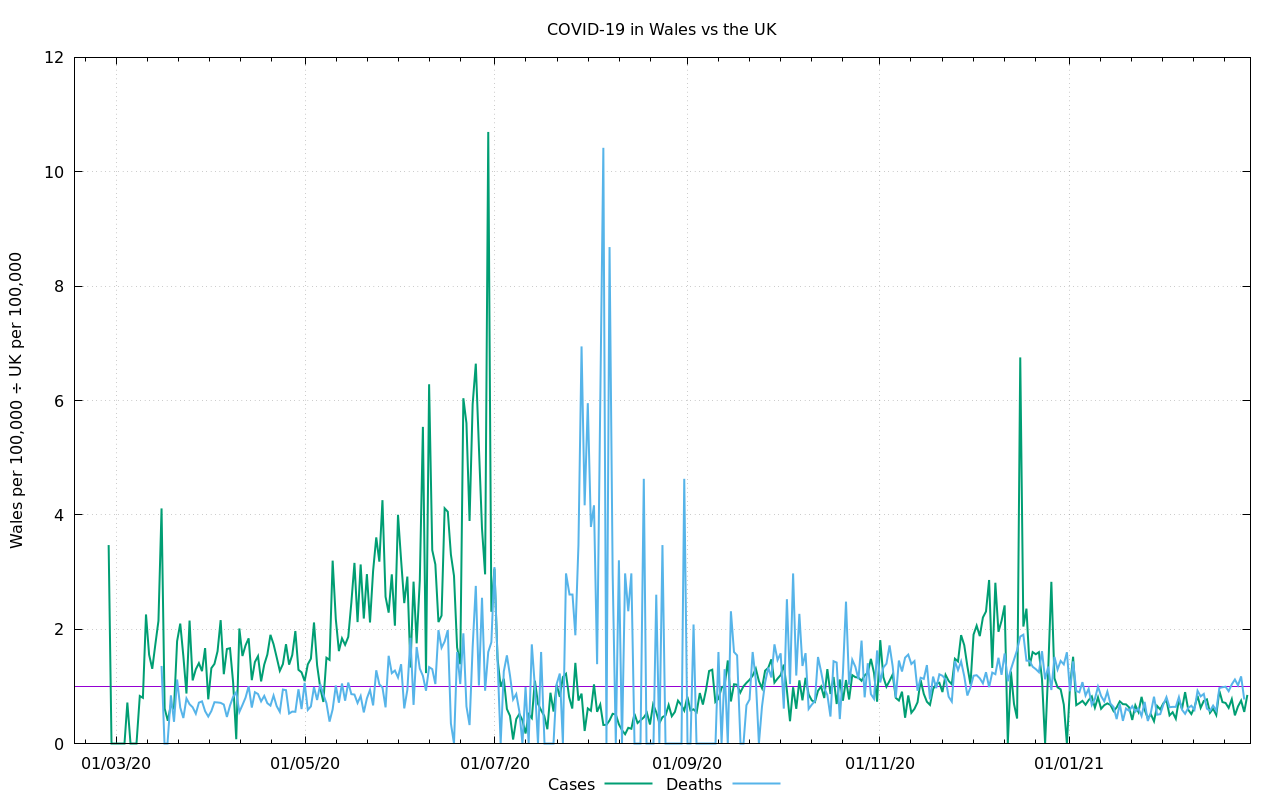 COVID-19 in Wales vs the UK
Wales per 100,000 ÷ UK per 100,000
12
10
8
6
4
2
0
01/03/20 01/05/20 01/07/20 01/09/20 01/11/20 01/01/21
Cases Deaths